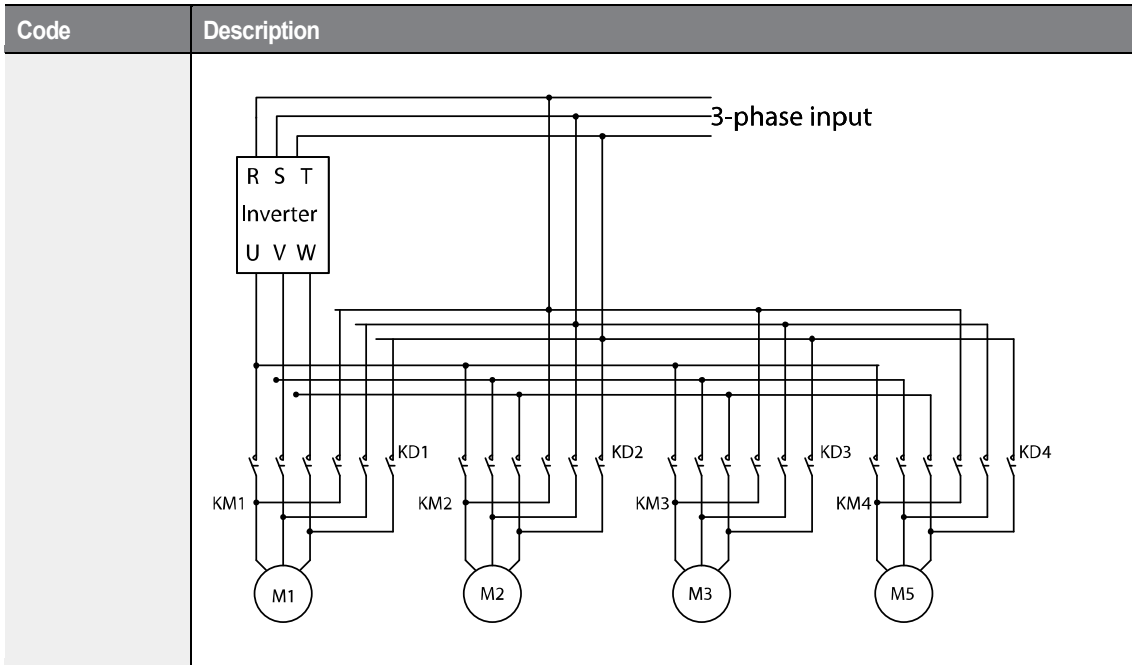 Code Description
3-phase input
R S T
Inverter
U V W
KD1 KD2 KD3 KD4
KM1 KM2 KM3 KM4
M1 M2 M3 M5